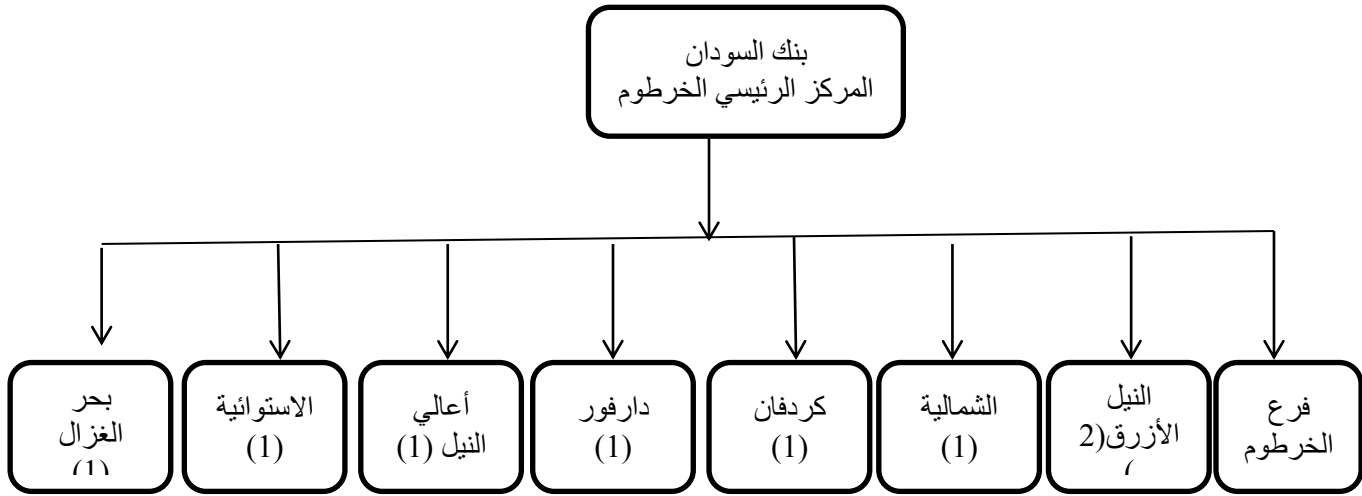 بنك السودان
المركز الرئيسي الخرطوم
فرع
الخرطوم
النيل
الأزرق(2
)
الشمالية
(1)
كردفان
(1)
دارفور
(1)
أعالي
النيل (1)
الاستوائية
(1)
بحر
الغزال
(1)